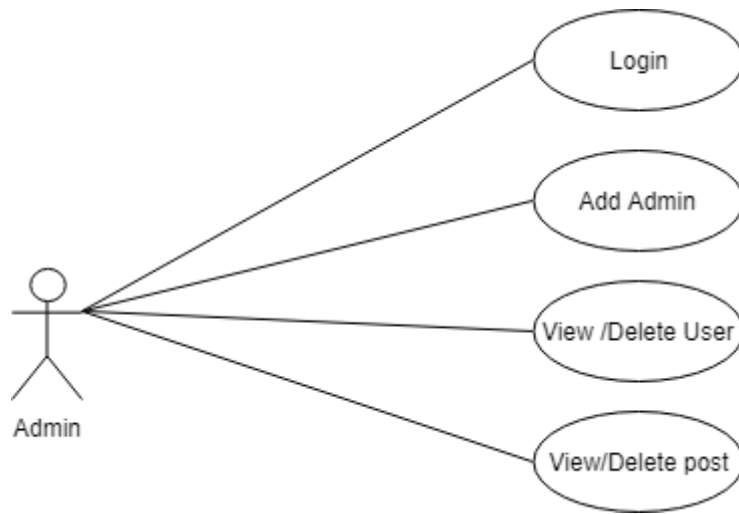 Login
Add Admin
View /Delete User
Admin
View/Delete post